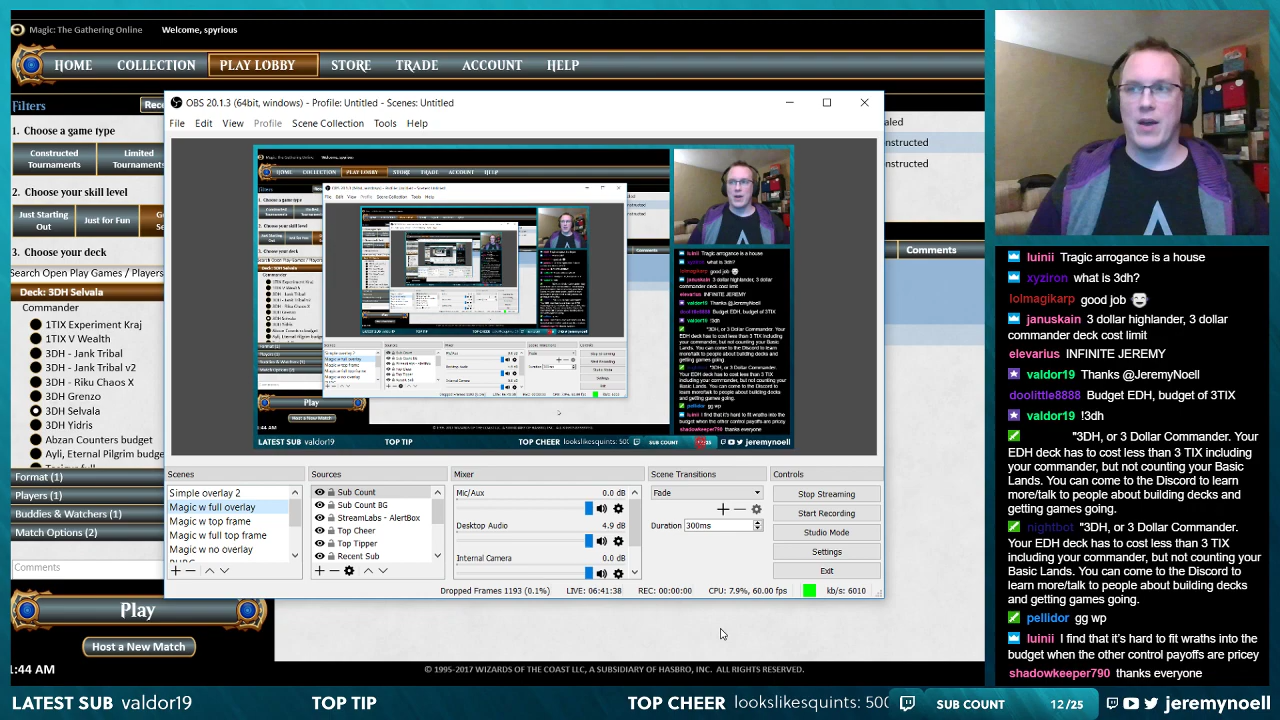 Magic: The Gathering Online
Welcome, spyrious
HOME COLLECTION PLAY LOBBY STORE TRADE ACCOUNT HELP
Filters
1. Choose a game type
Constructed
Tournaments
Limited
Tournament
2. Choose your skill level
Just for Fun
Out
Choose your deck
earch Open Play Games / Players
Deck: 3DH Selvala
mander
1TIX Experiment Kraj
Wealth
3DH - Jank Tribal
3DH - Jank Tribal v2
3DH - Riki Chaos X
3DH Grenzo
3DH Selvala
3DH Yidris
Abzan Counters budget
Ayli, Eternal Pilgrim budge
Format (1)
Players (1)
Buddies & Watchers (1)
Match Options (2)
Comments
Play
Host a New Match
1:44 AM
OBS 20.1.3 (64bit, windows) - Profile: Untitled - Scenes: Untitled
File Edit View Profile Scene Collection Tools Help
Scenes
Simple overlay 2
Magic w full overlay
Magic w top frame
Magic w full top frame
Magic w no overlay
Sources
Sub Count
Sub Count BG
StreamLabs - AlertBox
Top Cheer
Top Tipper
Recent Sub
Mixer
Mic/Aux 0.0 dB
Desktop Audio 4.9 dB
Internal Camera 0.0 dB
Scene Transitions
Fade
Duration 300ms
Controls
Stop Streaming
Start Recording
Studio Mode
Settings
Exit
Dropped Frames 1193 (0.1%) LIVE: 06:41:38 REC: 00:00:00 CPU: 7.9%, 60.00 fps kb/s: 6010
aled
nstructed
nstructed
Comments
© 1995-2017 WIZARDS OF THE COAST LLC, A SUBSIDIARY OF HASBRO, INC. ALL RIGHTS RESERVED.
luinii Tragic arrogance is a house
xyziron what is 3dh?
lolmagikarp good job
januskain 3 dollar highlander, 3 dollar
commander deck cost limit
elevarius INFINITE JEREMY
valdor19 Thanks @JeremyNoell
doolittle8888 Budget EDH, budget of 3TIX
valdor19 !3dh
"3DH, or 3 Dollar Commander. Your
EDH deck has to cost less than 3 TIX including
your commander, but not counting your Basic
Lands. You can come to the Discord to learn
more/talk to people about building decks and
getting games going.
nightbot "3DH, or 3 Dollar Commander.
Your EDH deck has to cost less than 3 TIX
including your commander, but not counting your
Basic Lands. You can come to the Discord to
learn more/talk to people about building decks
and getting games going.
pellidor gg wp
luinii I find that it's hard to fit wraths into the
budget when the other control payoffs are pricey
shadowkeeper790 thanks everyone
LATEST SUB valdor19
TOP TIP
TOP CHEER lookslikesquints: 500
SUB COUNT 12/25
jeremynoell